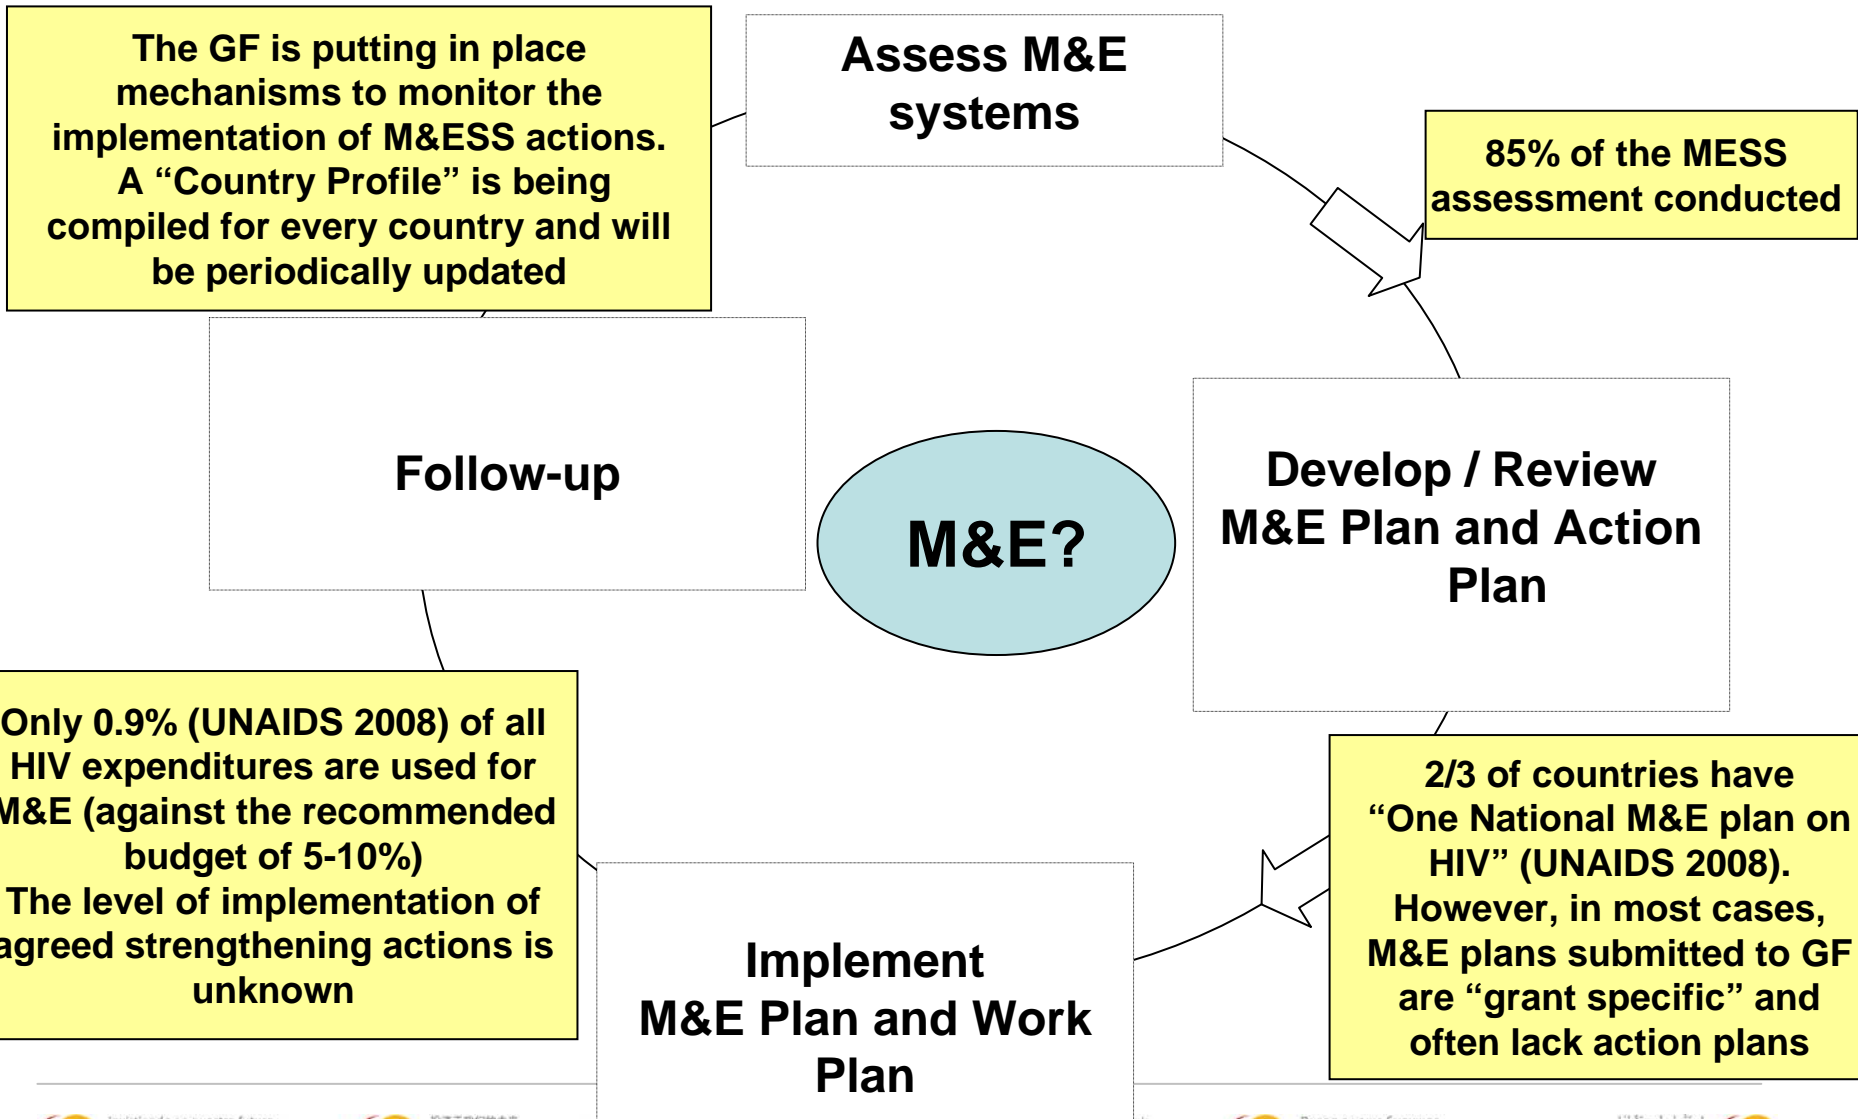 The GF is putting in place
mechanisms to monitor the
implementation of M&ESS actions.
A “Country Profile” is being
compiled for every country and will
be periodically updated
Assess M&E
systems
85% of the MESS
assessment conducted
Follow-up
M&E?
Develop / Review
M&E Plan and Action
Plan
Only 0.9% (UNAIDS 2008) of all
HIV expenditures are used for
M&E (against the recommended
budget of 5-10%)
The level of implementation of
agreed strengthening actions is
unknown
Implement
M&E Plan and Work
Plan
2/3 of countries have
“One National M&E plan on
HIV” (UNAIDS 2008).
However, in most cases,
M&E plans submitted to GF
are “grant specific” and
often lack action plans